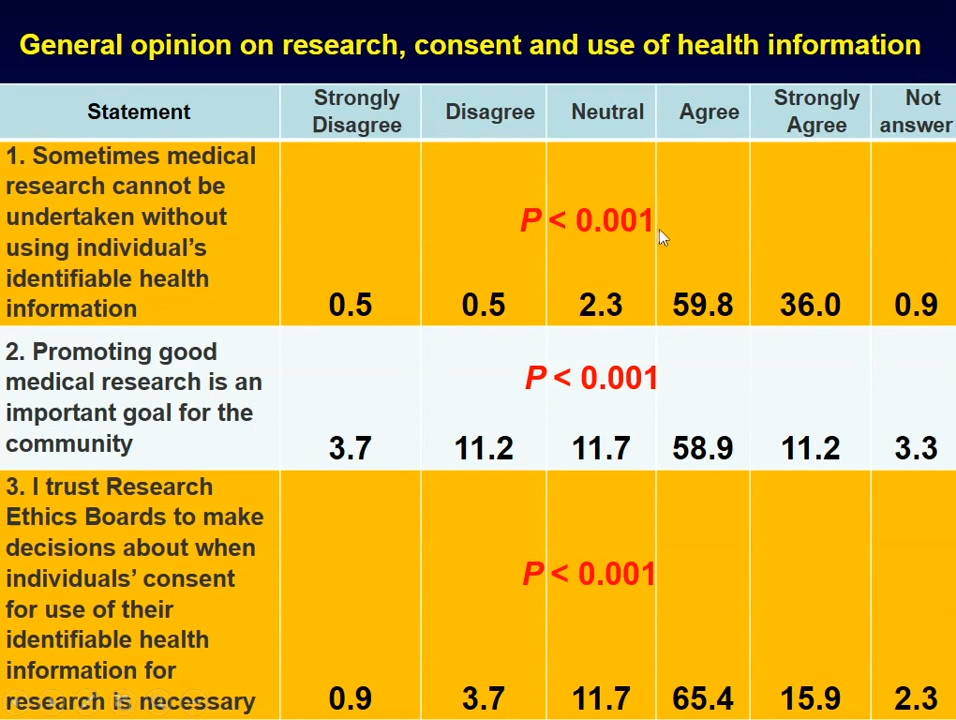 General opinion on research, consent and use of health information
Statement
Strongly
Disagree
Disagree
Neutral
Agree
Strongly
Agree
Not
answer
1. Sometimes medical
research cannot be
undertaken without
using individual’s
identifiable health
information
P < 0.001
0.5
0.5
2.3
59.8
36.0
0.9
2. Promoting good
medical research is an
important goal for the
community
P < 0.001
3.7
11.2
11.7
58.9
11.2
3.3
3. I trust Research
Ethics Boards to make
decisions about when
individuals’ consent
for use of their
identifiable health
information for
research is necessary
P < 0.001
0.9
3.7
11.7
65.4
15.9
2.3